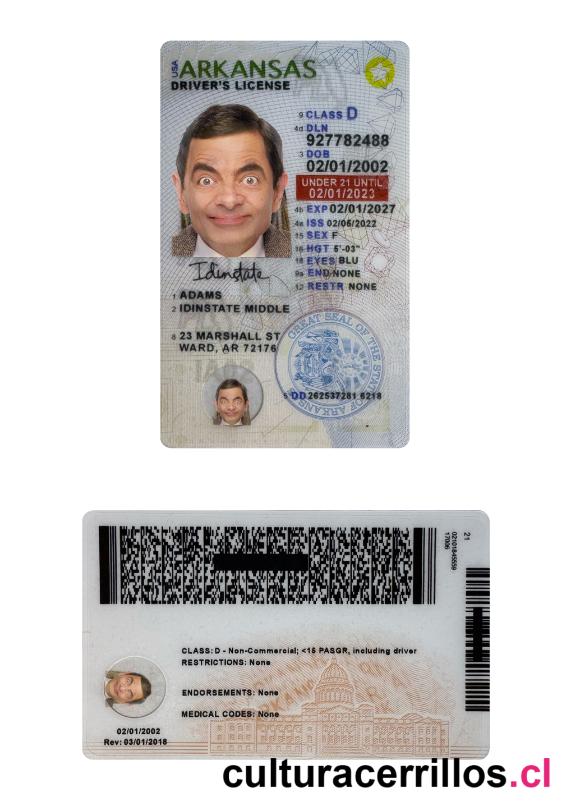 USA ARKANSAS
DRIVER'S LICENSE
9 CLASS D
4d DLN
927782488
3 DOB
02/01/2002
UNDER 21 UNTIL
02/01/2023
4b EXP 02/01/2027
4a ISS 02/06/2022
15 SEX F
16 HGT 5'-03"
18 EYES BLU
9a END NONE
12 RESTR NONE
Idinstate
1 ADAMS
2 IDINSTATE MIDDLE
8 23 MARSHALL ST
WARD, AR 72176
GREAT SEAL OF THE STATE OF ARKANSAS
5 DD 262537281 6218
21
02101845559
17006
CLASS: D - Non-Commercial; <15 PASGR, including driver
RESTRICTIONS: None
ENDORSEMENTS: None
MEDICAL CODES: None
02/01/2002
Rev: 03/01/2018
culturacerrillos.cl